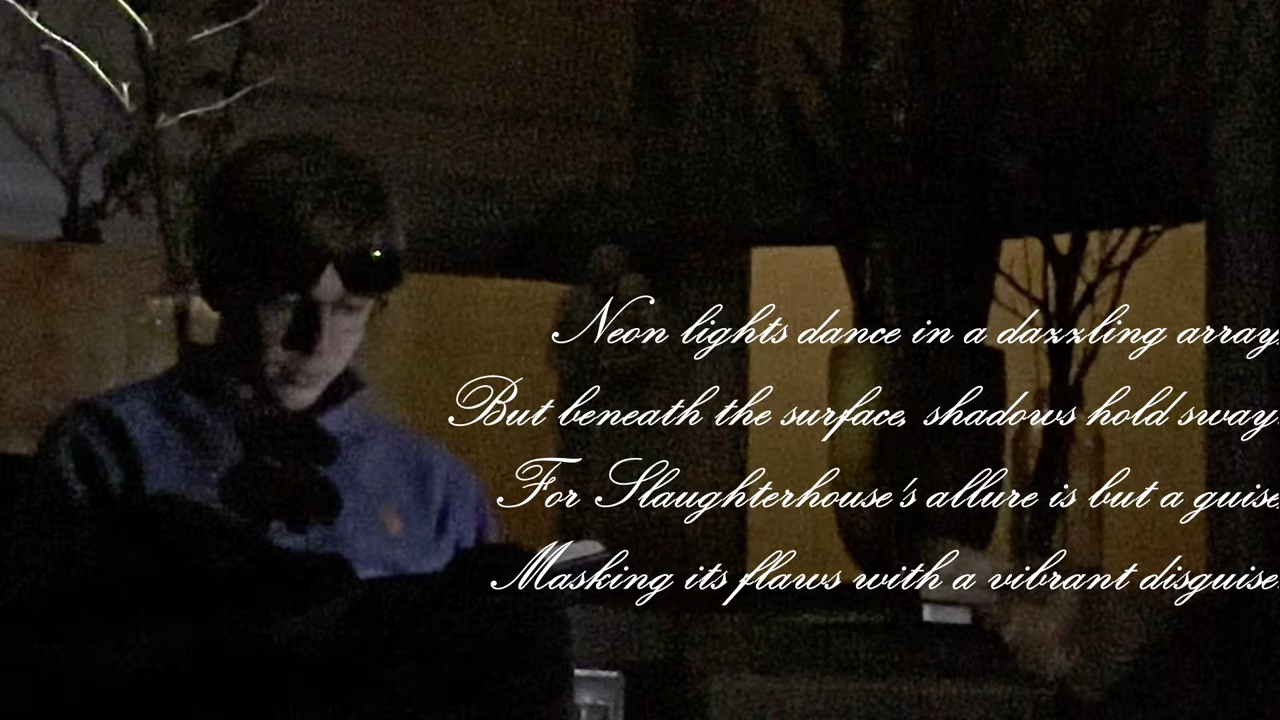 Neon lights dance in a dazzling array,
But beneath the surface, shadows hold sway.
For Slaughterhouse's allure is but a guise,
Masking its flaws with a vibrant disguise.